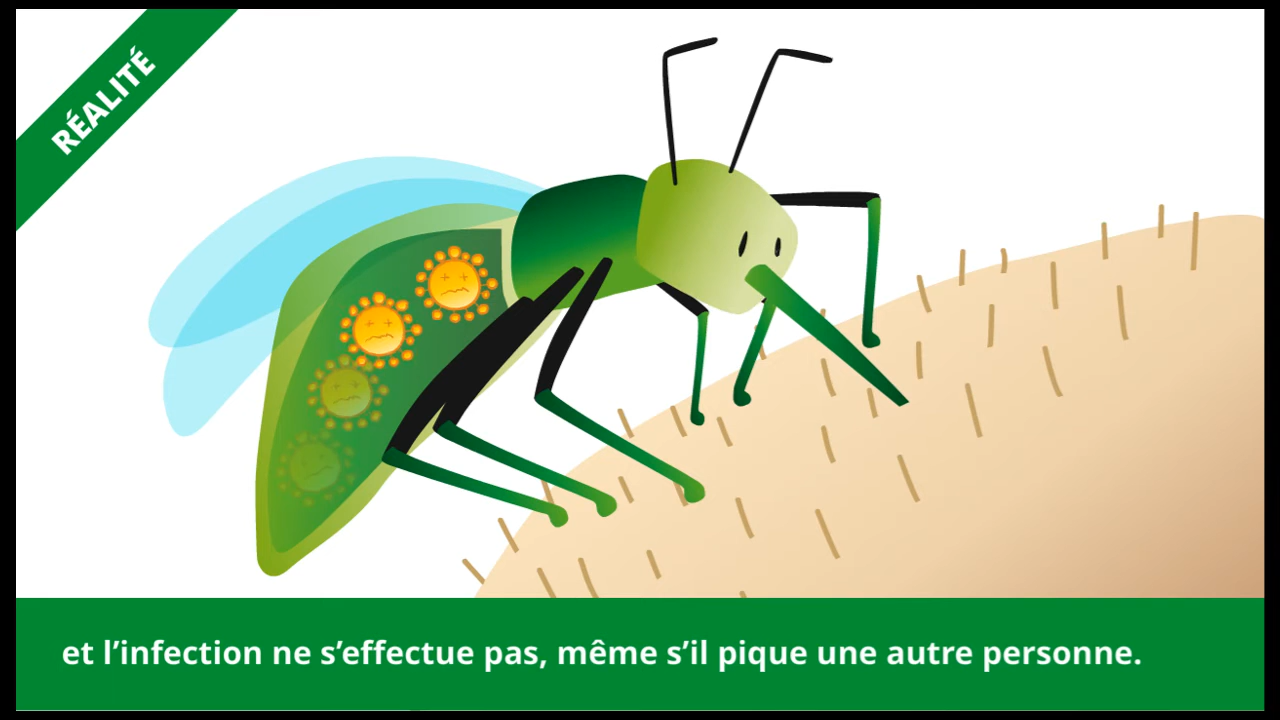 RÉALITÉ
et l’infection ne s’effectue pas, même s’il pique une autre personne.